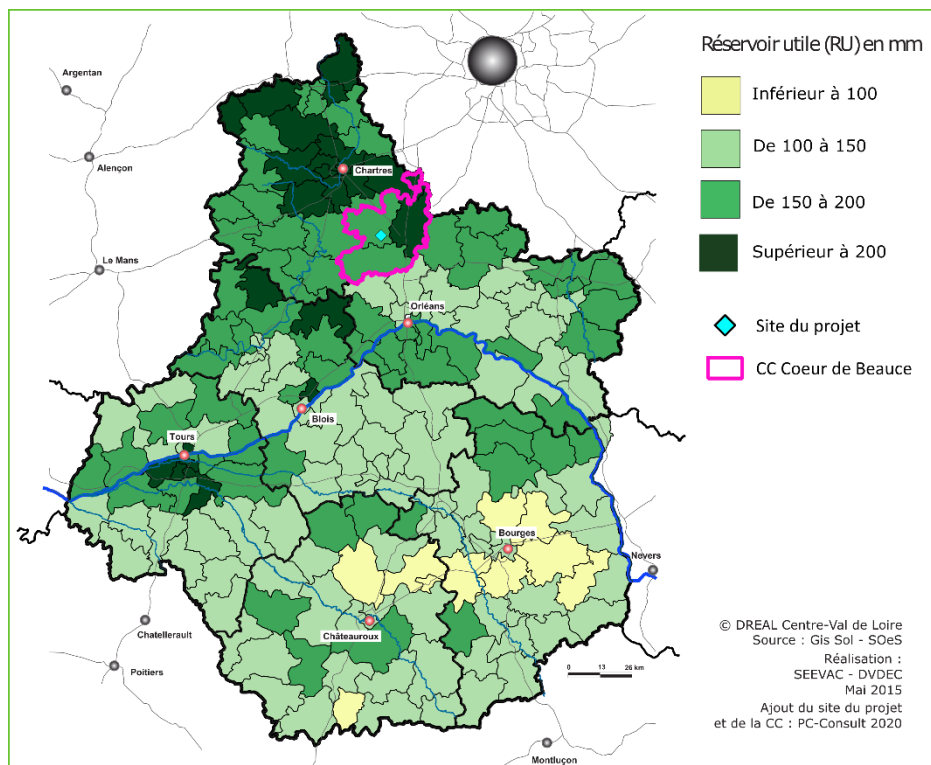 Réservoir utile (RU) en mm
Inférieur à 100
De 100 à 150
De 150 à 200
Supérieur à 200
Site du projet
CC Coeur de Beauce
Argentan
Alençon
Chartres
Le Mans
Orléans
Blois
Tours
Bourges
Nevers
Chatellerault
Châteauroux
Poitiers
0 13 26 km
Montluçon
© DREAL Centre-Val de Loire
Source : Gis Sol - SOeS
Réalisation :
SEEVAC - DVDEC
Mai 2015
Ajout du site du projet
et de la CC : PC-Consult 2020